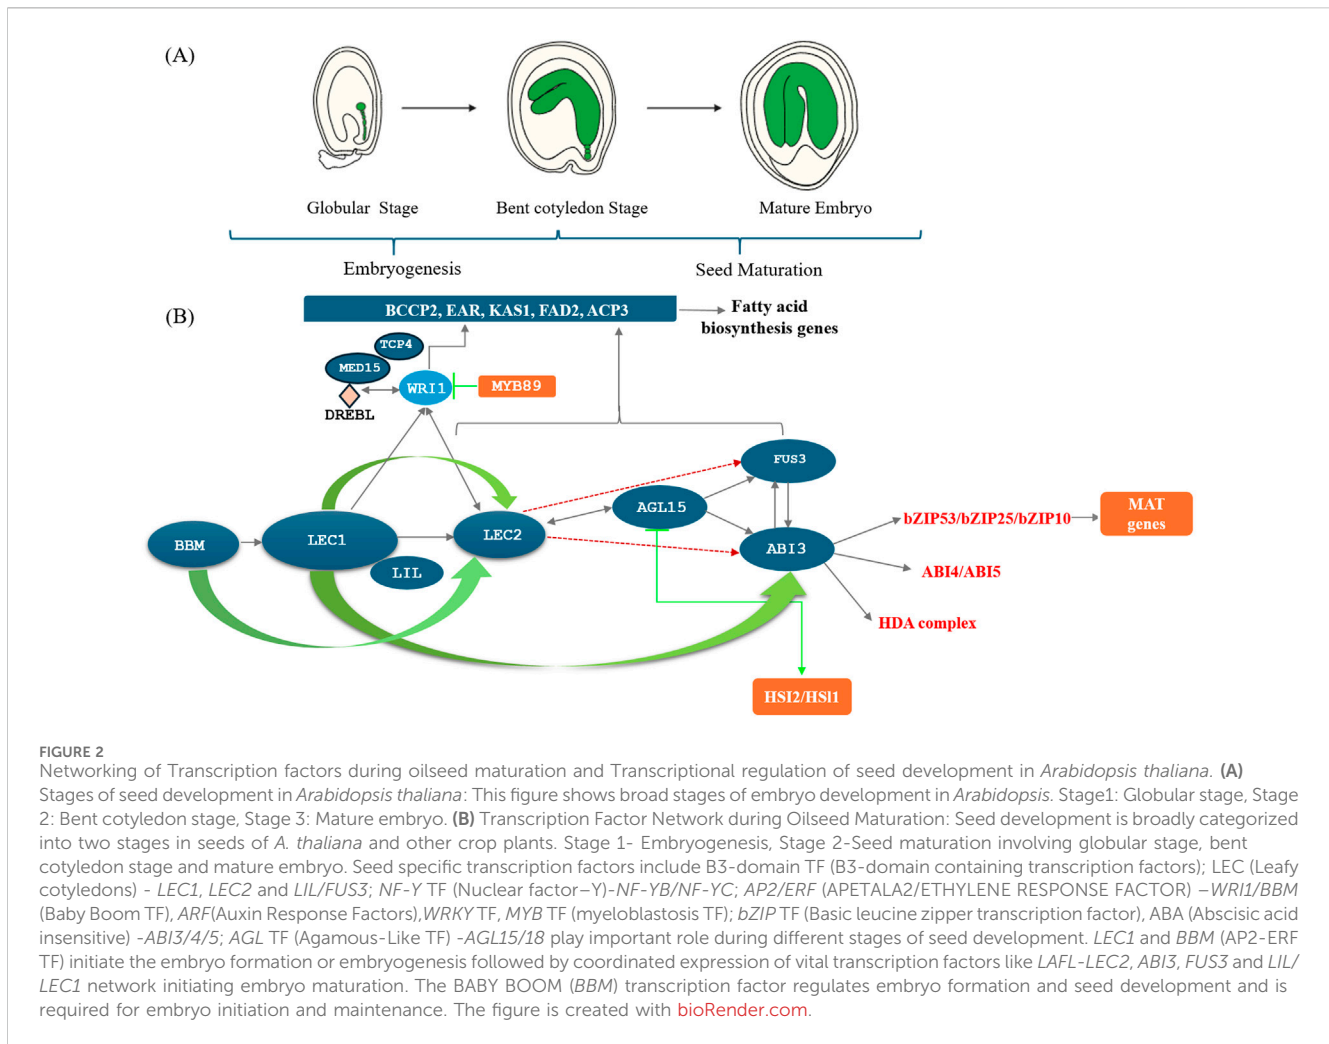 (A)
Globular Stage
Bent cotyledon Stage
Mature Embryo
Embryogenesis
Seed Maturation
(B)
BCCP2, EAR, KAS1, FAD2, ACP3
Fatty acid
biosynthesis genes
TCP4
MED15
WRI1
MYB89
DREBL
FUS3
AGL15
bZIP53/bZIP25/bZIP10
MAT
genes
BBM
LEC1
LEC2
ABI3
LIL
ABI4/ABI5
HDA complex
HSI2/HSl1
FIGURE 2
Networking of Transcription factors during oilseed maturation and Transcriptional regulation of seed development in Arabidopsis thaliana. (A)
Stages of seed development in Arabidopsis thaliana: This figure shows broad stages of embryo development in Arabidopsis. Stage1: Globular stage, Stage
2: Bent cotyledon stage, Stage 3: Mature embryo. (B) Transcription Factor Network during Oilseed Maturation: Seed development is broadly categorized
into two stages in seeds of A. thaliana and other crop plants. Stage 1- Embryogenesis, Stage 2-Seed maturation involving globular stage, bent
cotyledon stage and mature embryo. Seed specific transcription factors include B3-domain TF (B3-domain containing transcription factors); LEC (Leafy
cotyledons) - LEC1, LEC2 and LIL/FUS3; NF-Y TF (Nuclear factor–Y)-NF-YB/NF-YC; AP2/ERF (APETALA2/ETHYLENE RESPONSE FACTOR) –WRI1/BBM
(Baby Boom TF), ARF(Auxin Response Factors),WRKY TF, MYB TF (myeloblastosis TF); bZIP TF (Basic leucine zipper transcription factor), ABA (Abscisic acid
insensitive) -ABI3/4/5; AGL TF (Agamous-Like TF) -AGL15/18 play important role during different stages of seed development. LEC1 and BBM (AP2-ERF
TF) initiate the embryo formation or embryogenesis followed by coordinated expression of vital transcription factors like LAFL-LEC2, ABI3, FUS3 and LIL/
LEC1 network initiating embryo maturation. The BABY BOOM (BBM) transcription factor regulates embryo formation and seed development and is
required for embryo initiation and maintenance. The figure is created with bioRender.com.